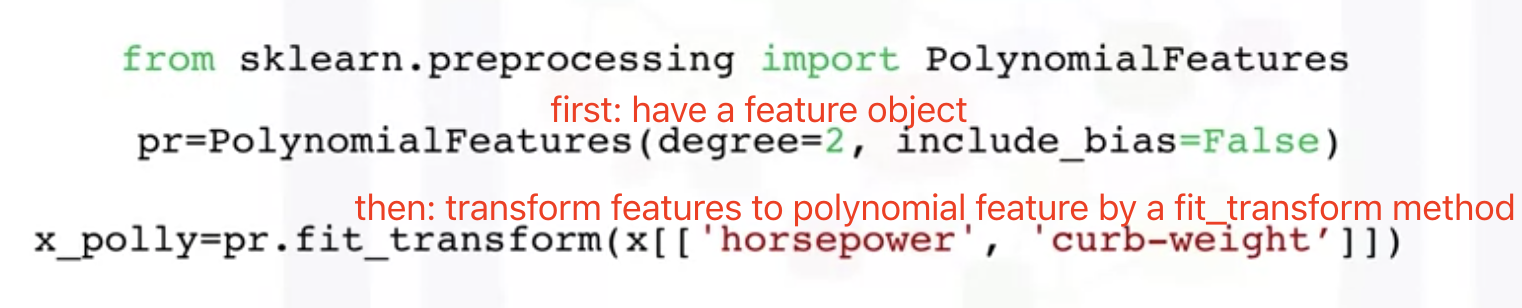 from sklearn.preprocessing import PolynomialFeatures
first: have a feature object
pr=PolynomialFeatures(degree=2, include_bias=False)
then: transform features to polynomial feature by a fit_transform method
x_polly=pr.fit_transform(x[['horsepower', 'curb-weight’]])